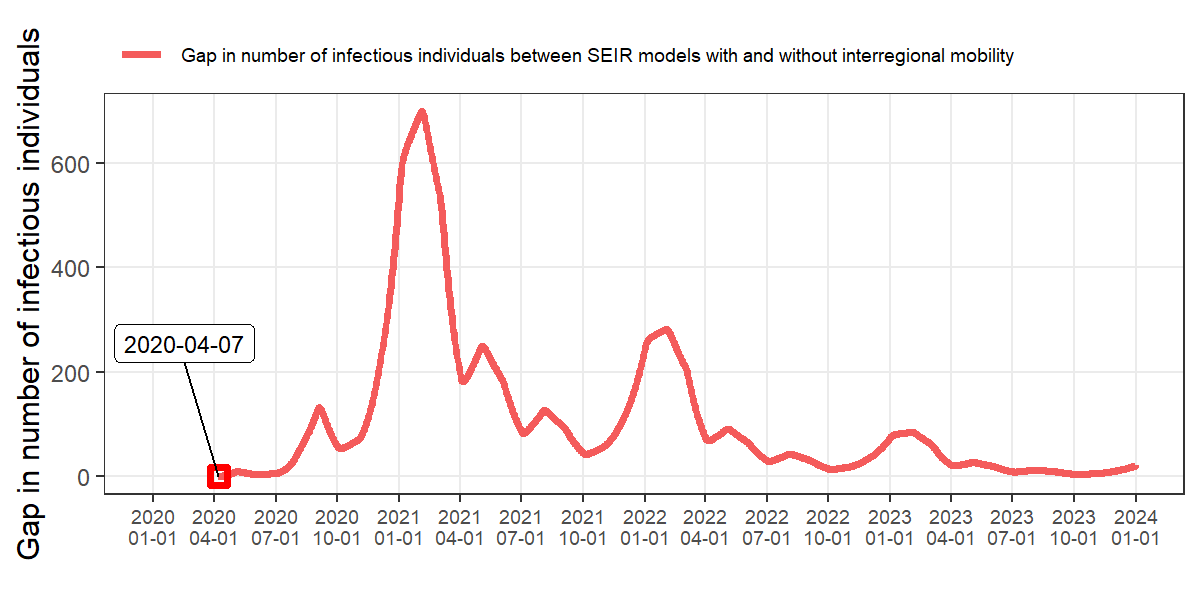 Gap in number of infectious individuals between SEIR models with and without interregional mobility
Gap in number of infectious individuals
600
400
200
0
2020-04-07
2020 2020 2020 2020 2021 2021 2021 2021 2022 2022 2022 2022 2023 2023 2023 2023 2024
01-01 04-01 07-01 10-01 01-01 04-01 07-01 10-01 01-01 04-01 07-01 10-01 01-01 04-01 07-01 10-01 01-01